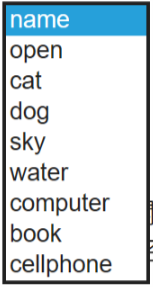 name
open
cat
dog
sky
water
computer
book
cellphone